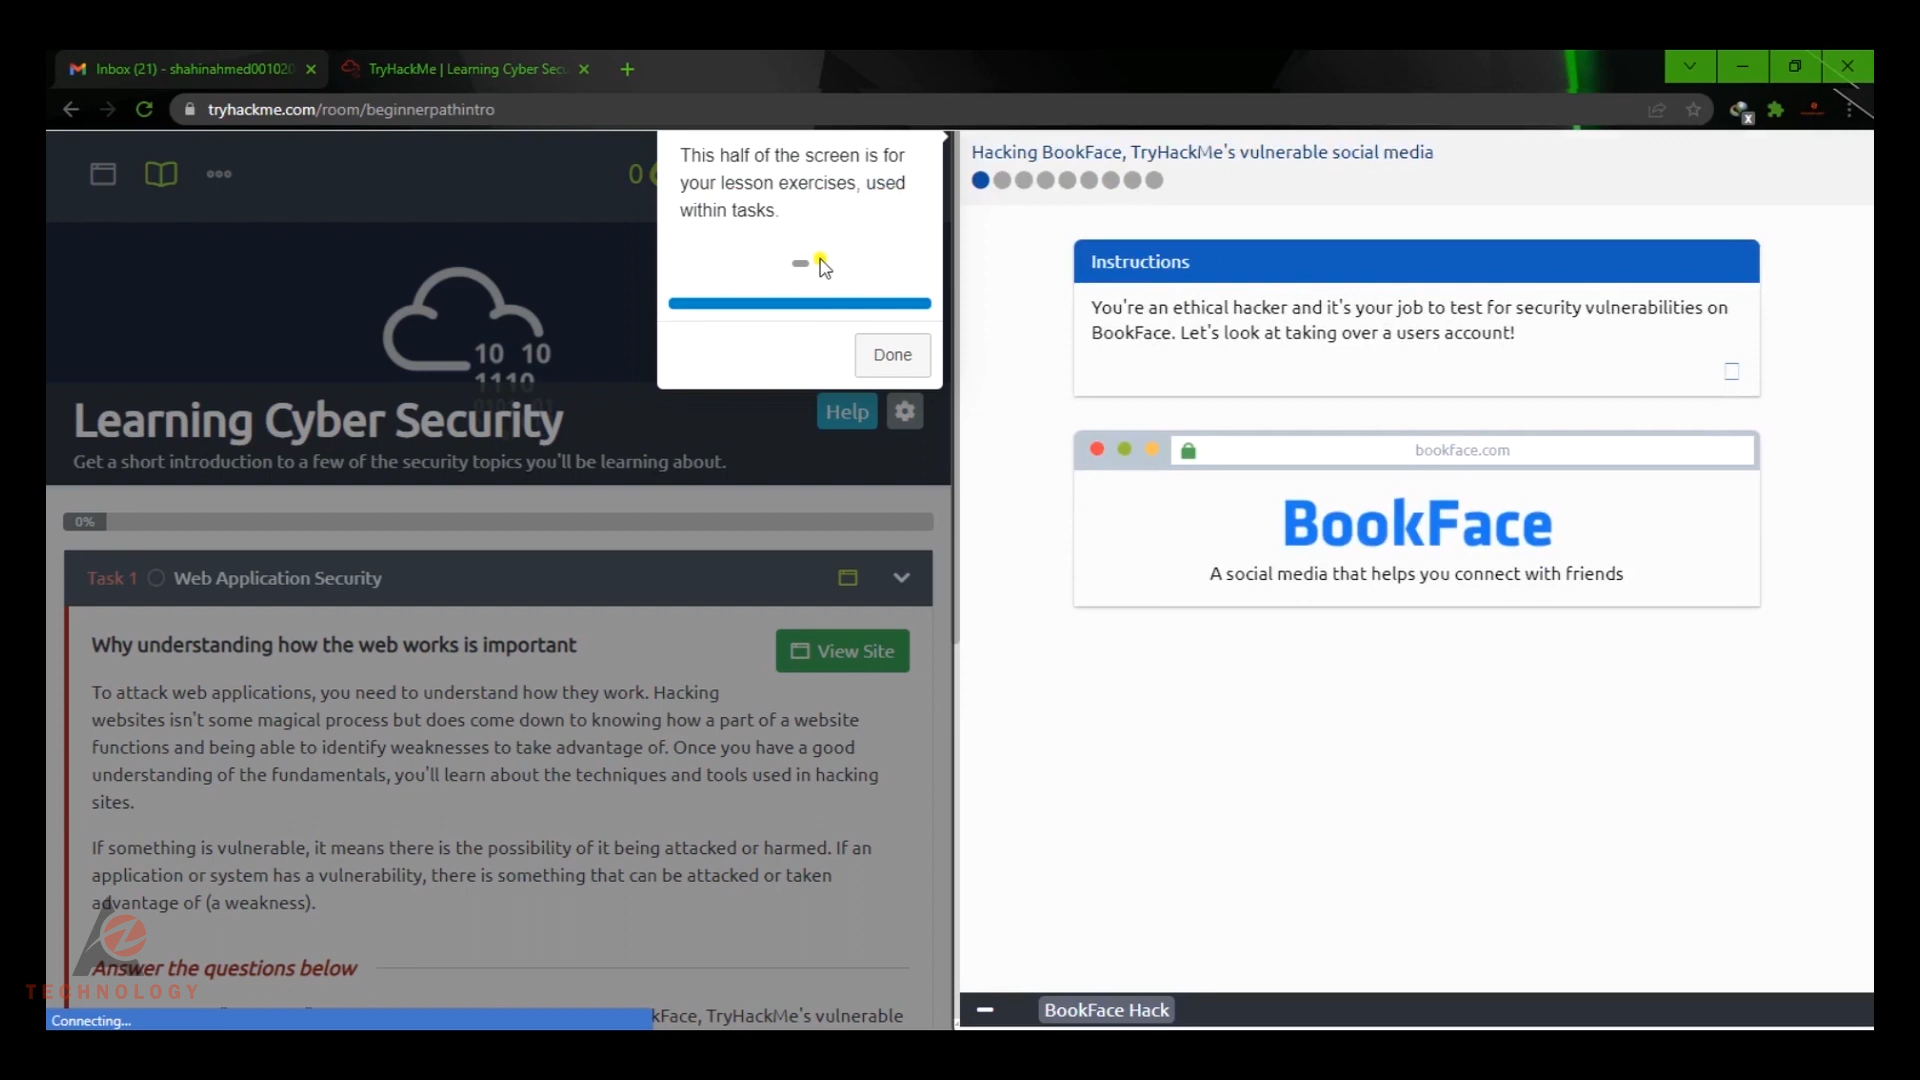 Inbox (21) - shahinahmed001020
TryHackMe | Learning Cyber Secu
tryhackme.com/room/beginnerpathintro
0
This half of the screen is for
your lesson exercises, used
within tasks.
Done
10 10
1110
Learning Cyber Security
Help
Get a short introduction to a few of the security topics you'll be learning about.
0%
Task 1 Web Application Security
Why understanding how the web works is important
View Site
To attack web applications, you need to understand how they work. Hacking
websites isn't some magical process but does come down to knowing how a part of a website
functions and being able to identify weaknesses to take advantage of. Once you have a good
understanding of the fundamentals, you'll learn about the techniques and tools used in hacking
sites.
If something is vulnerable, it means there is the possibility of it being attacked or harmed. If an
application or system has a vulnerability, there is something that can be attacked or taken
advantage of (a weakness).
Answer the questions below
TECHNOLOGY
kFace, TryHackMe's vulnerable
Connecting...
Hacking BookFace, TryHackMe's vulnerable social media
Instructions
You're an ethical hacker and it's your job to test for security vulnerabilities on
BookFace. Let's look at taking over a users account!
bookface.com
BookFace
A social media that helps you connect with friends
BookFace Hack